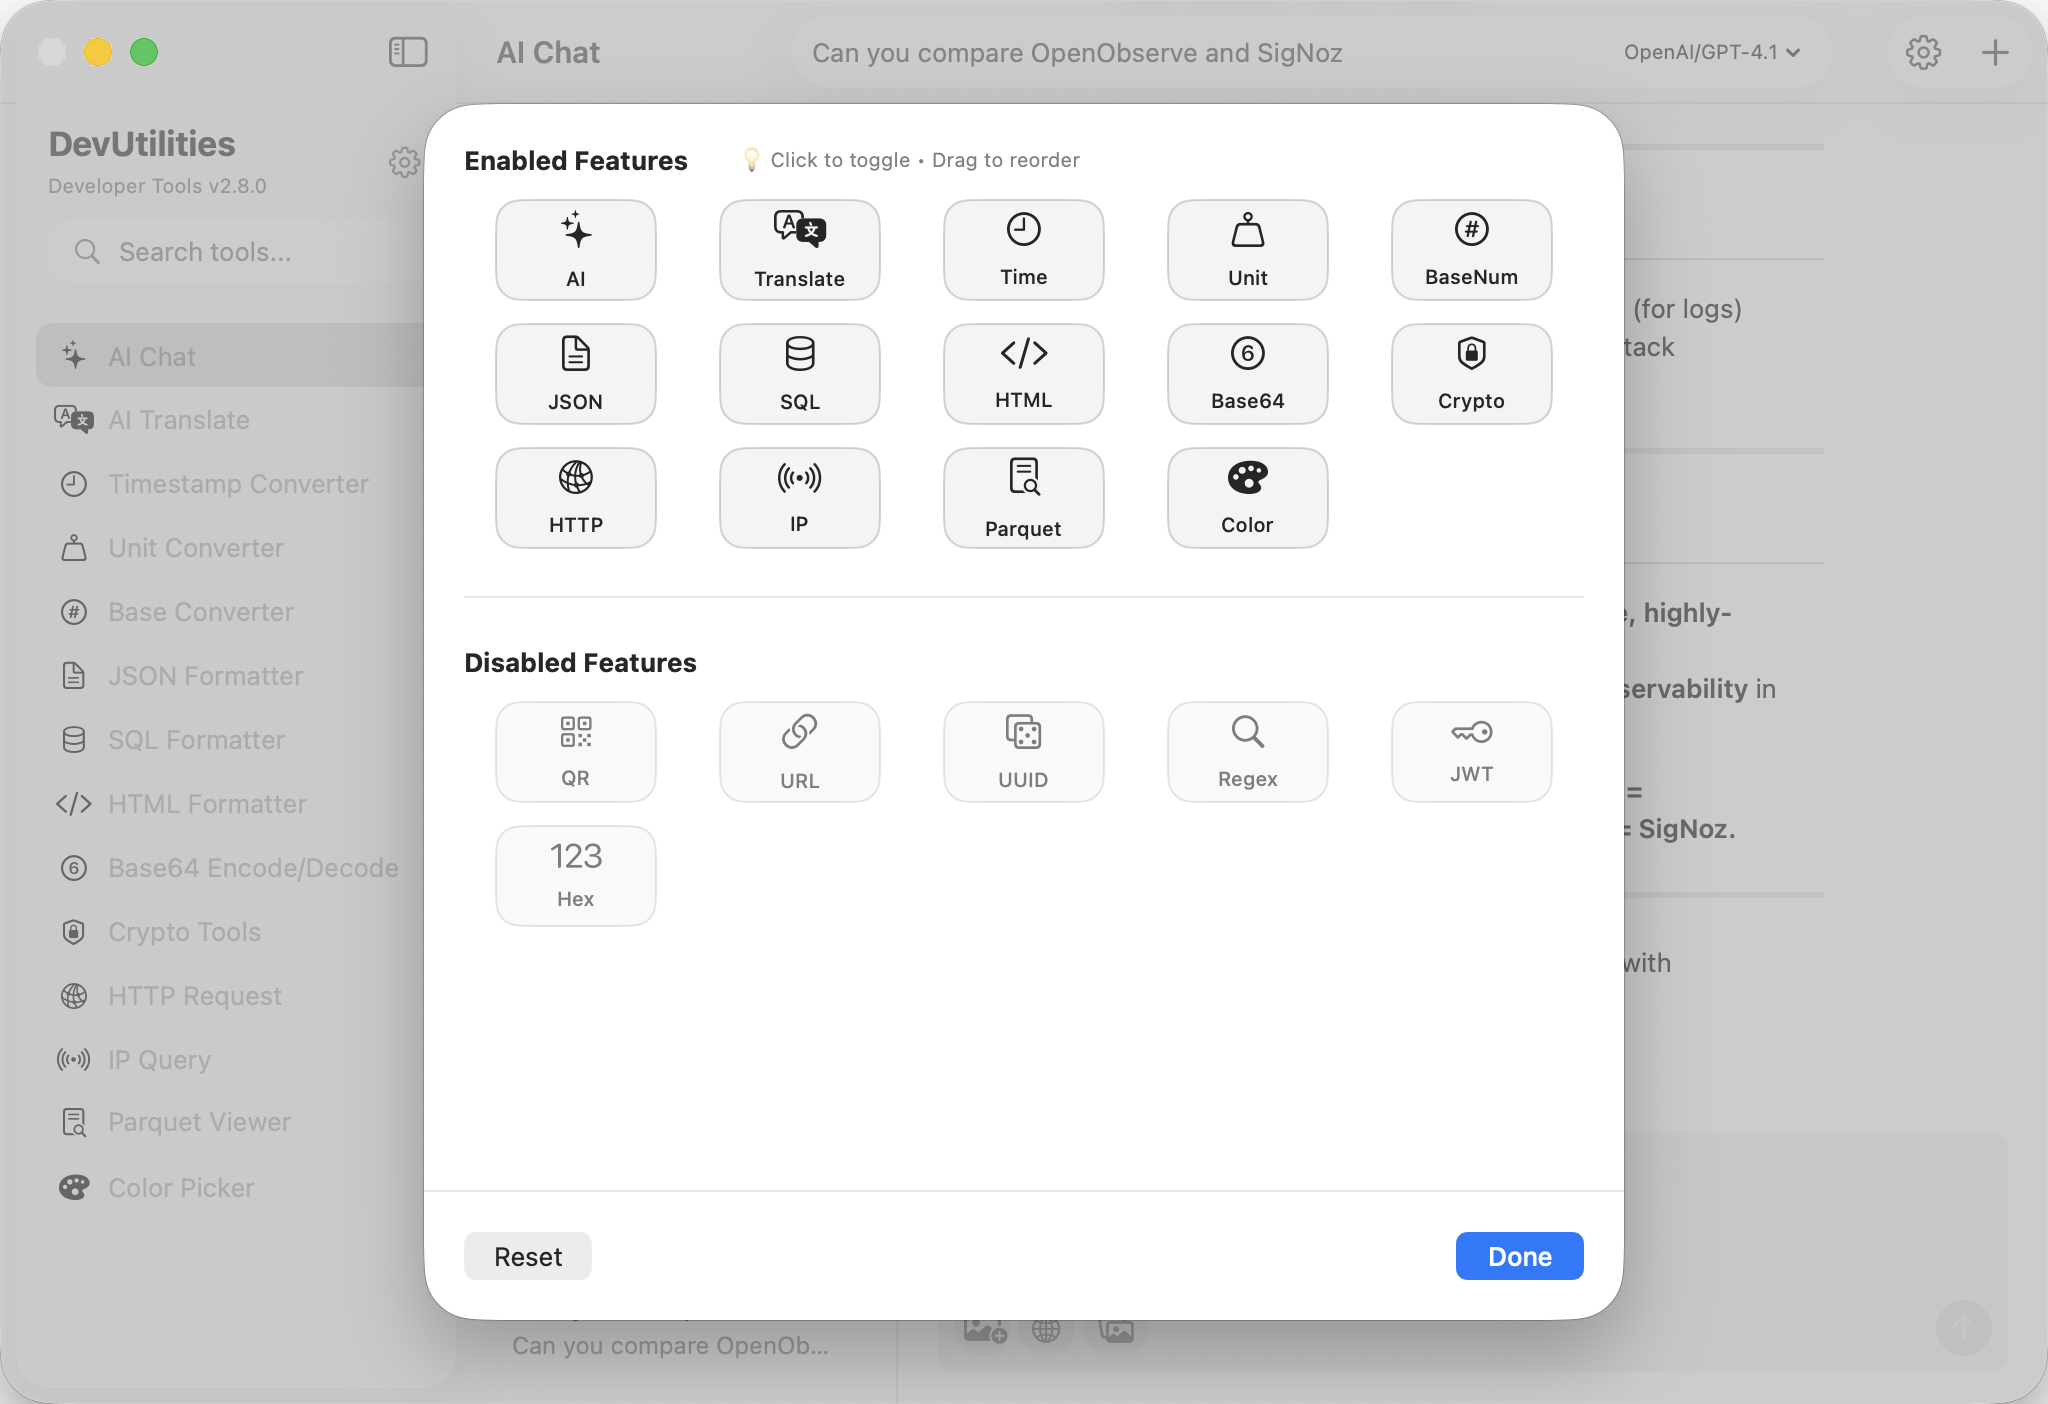 AI Chat
Can you compare OpenObserve and SigNoz
OpenAI/GPT-4.1
DevUtilities
Developer Tools v2.8.0
Search tools...
AI Chat
AI Translate
Timestamp Converter
Unit Converter
Base Converter
JSON Formatter
SQL Formatter
HTML Formatter
Base64 Encode/Decode
Crypto Tools
HTTP Request
IP Query
Parquet Viewer
Color Picker
Enabled Features
Click to toggle • Drag to reorder
AI
Translate
Time
Unit
BaseNum
JSON
SQL
HTML
Base64
Crypto
HTTP
IP
Parquet
Color
Disabled Features
QR
URL
UUID
Regex
JWT
123
Hex
Reset
Done
(for logs)
highly-
in
=
= SigNoz.
with
Can you compare OpenOb...